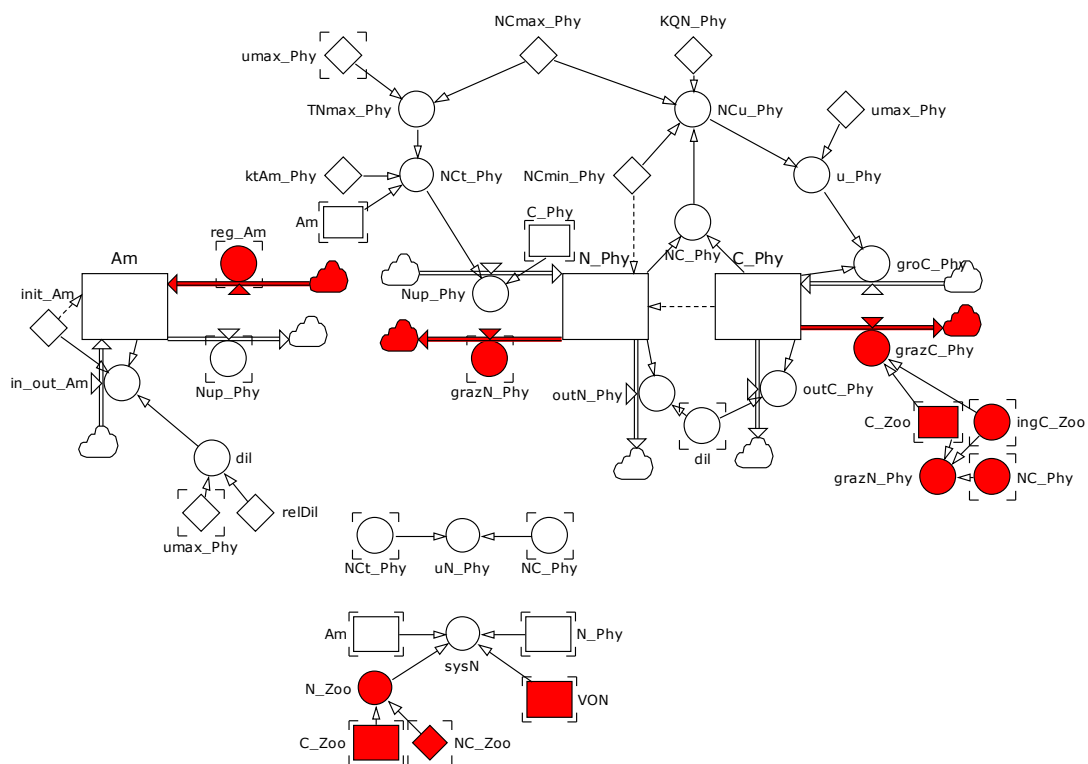 NCmax_Phy
KQN_Phy
umax_Phy
TNmax_Phy
NCu_Phy
umax_Phy
ktAm_Phy
NCt_Phy
NCmin_Phy
u_Phy
Am
C_Phy
reg_Am
Am
N_Phy
NC_Phy
C_Phy
groC_Phy
init_Am
Nup_Phy
in_out_Am
Nup_Phy
grazN_Phy
outN_Phy
outC_Phy
grazC_Phy
C_Zoo
ingC_Zoo
dil
dil
grazN_Phy
NC_Phy
relDil
umax_Phy
NCt_Phy
uN_Phy
NC_Phy
Am
N_Phy
sysN
N_Zoo
VON
C_Zoo
NC_Zoo